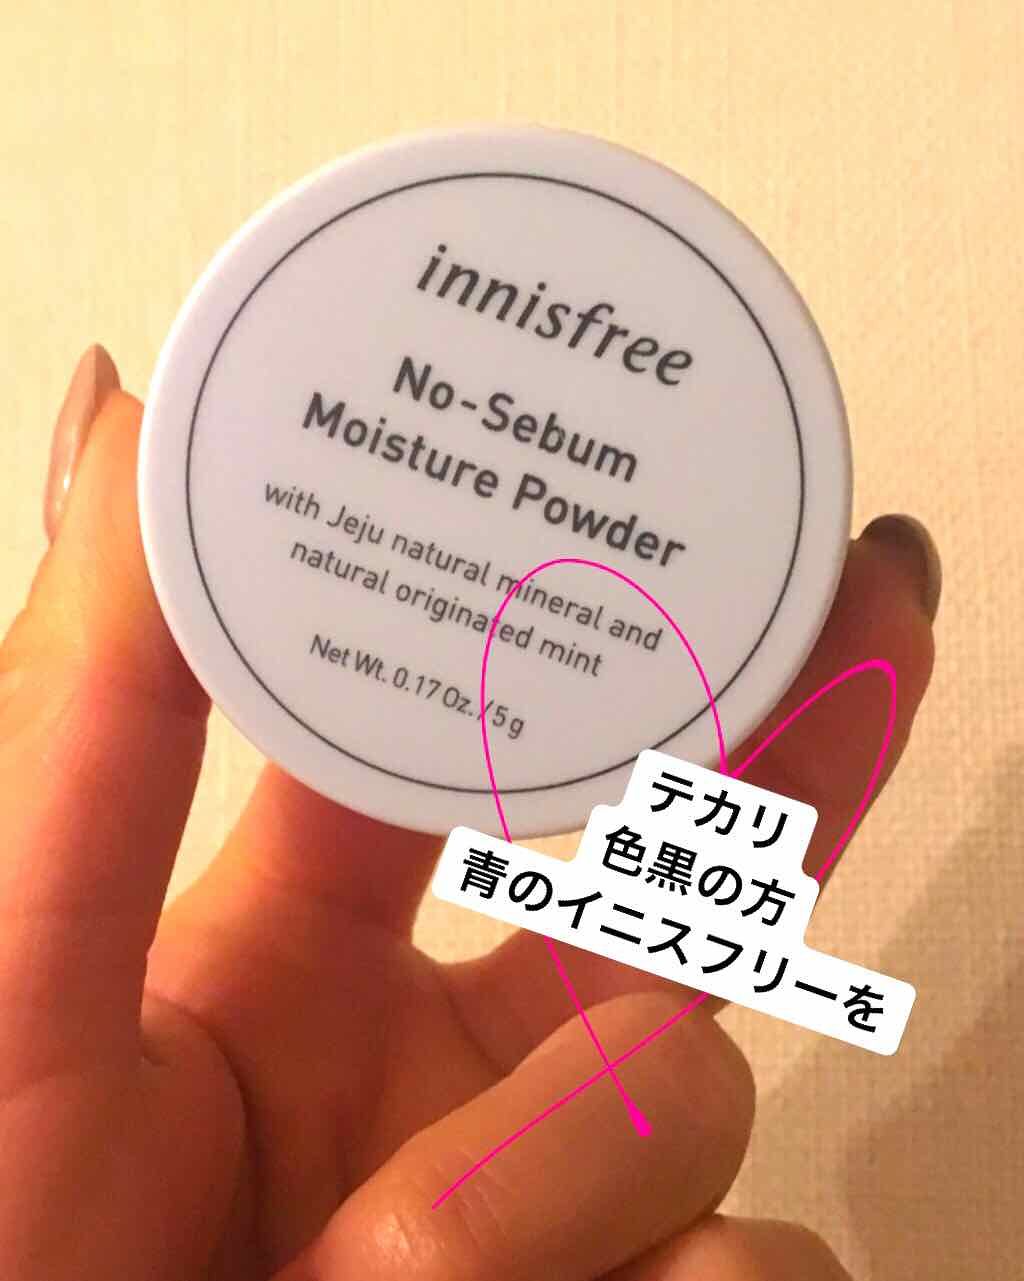 innisfree
No-Sebum
Moisture Powder
with Jeju natural mineral and
natural originated mint
Net Wt. 0.17 Oz. / 5 g
テカリ
色黒の方
青のイニスフリーを